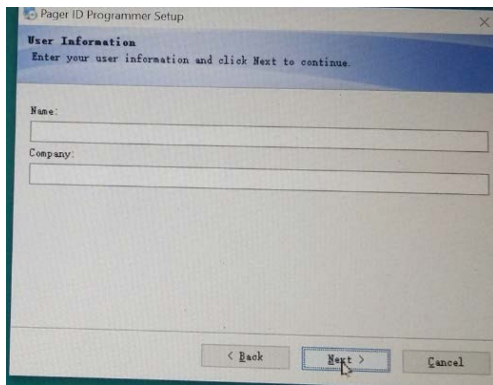 Pager ID Programmer Setup
User Information
Enter your user information and click Next to continue.
Name:
Company:
< Back
Next >
Cancel